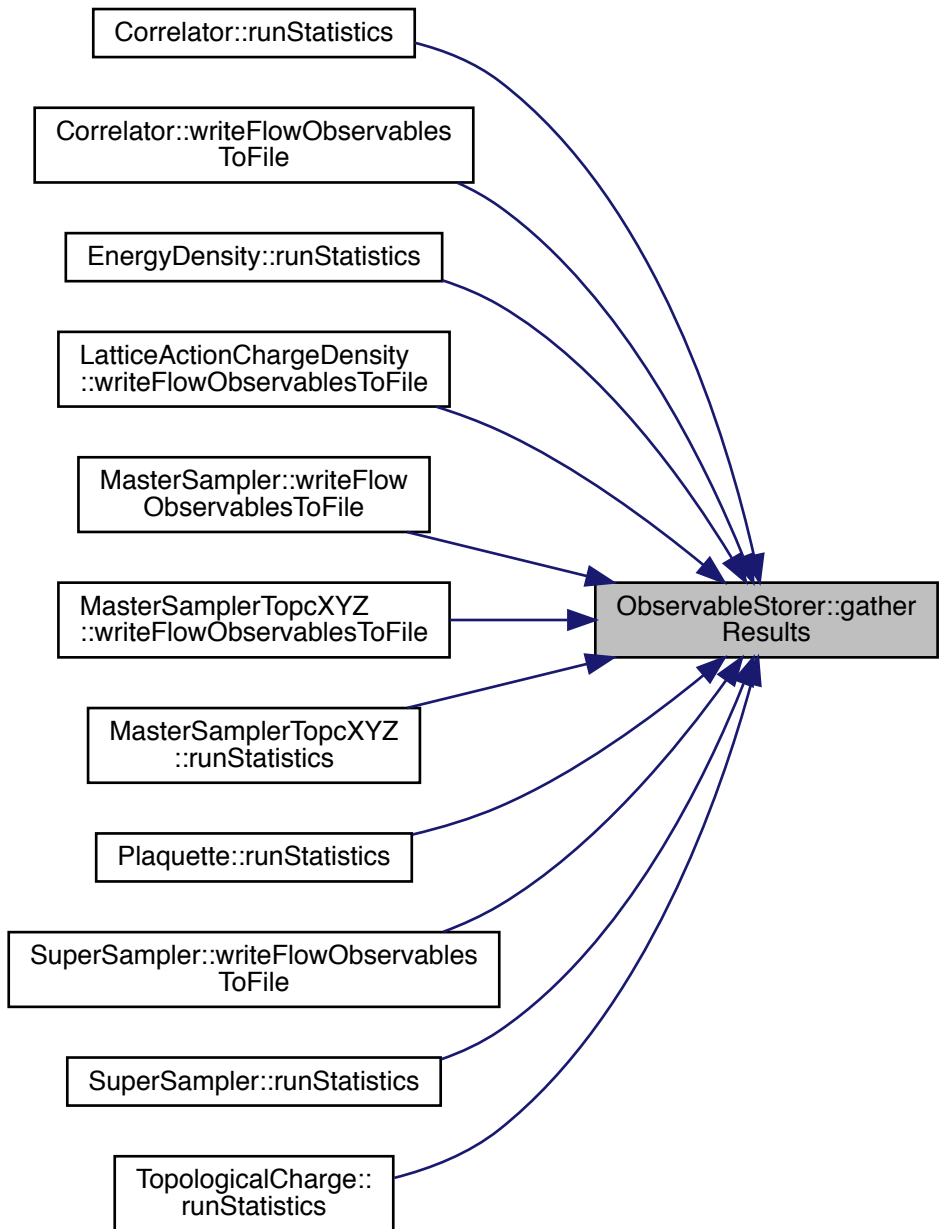 Correlator::runStatistics
Correlator::writeFlowObservables
ToFile
EnergyDensity::runStatistics
LatticeActionChargeDensity
::writeFlowObservablesToFile
MasterSampler::writeFlow
ObservablesToFile
MasterSamplerTopcXYZ
::writeFlowObservablesToFile
MasterSamplerTopcXYZ
::runStatistics
Plaquette::runStatistics
SuperSampler::writeFlowObservables
ToFile
SuperSampler::runStatistics
TopologicalCharge::
runStatistics
ObservableStorer::gather
Results